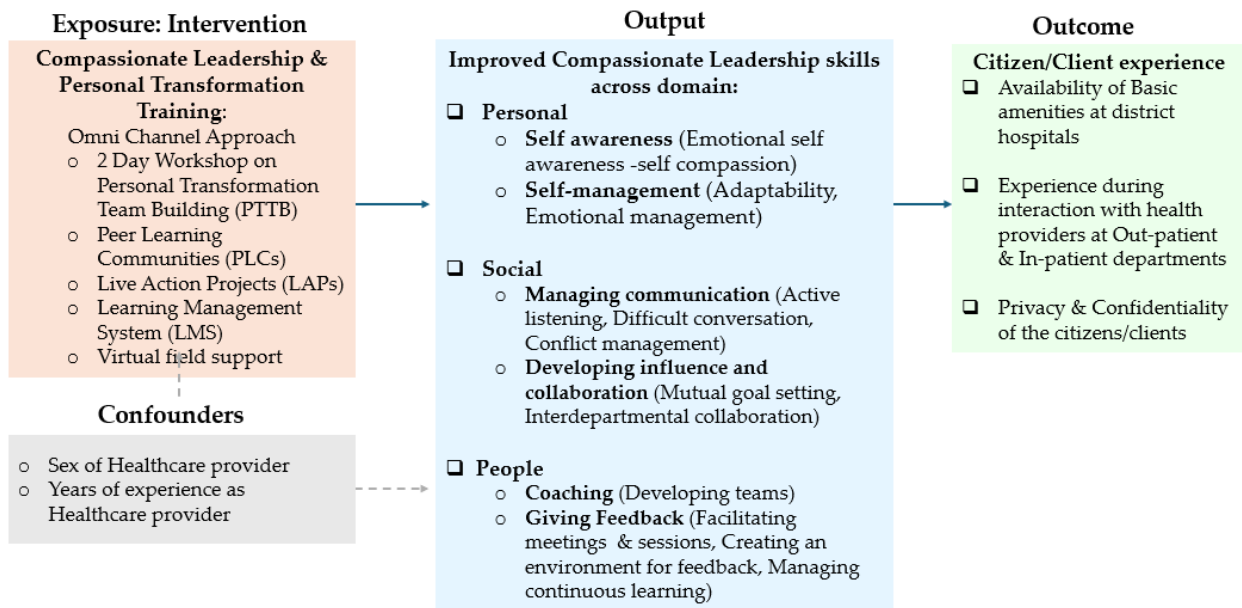 Exposure: Intervention
Compassionate Leadership &
Personal Transformation
Training:
Omni Channel Approach
o 2 Day Workshop on
Personal Transformation
Team Building (PTTB)
o Peer Learning
Communities (PLCs)
o Live Action Projects (LAPs)
o Learning Management
System (LMS)
o Virtual field support
Confounders
o Sex of Healthcare provider
o Years of experience as
Healthcare provider
Output
Improved Compassionate Leadership skills
across domain:
❑ Personal
o Self awareness (Emotional self
awareness -self compassion)
o Self-management (Adaptability,
Emotional management)
❑ Social
o Managing communication (Active
listening, Difficult conversation,
Conflict management)
o Developing influence and
collaboration (Mutual goal setting,
Interdepartmental collaboration)
❑ People
o Coaching (Developing teams)
o Giving Feedback (Facilitating
meetings & sessions, Creating an
environment for feedback, Managing
continuous learning)
Outcome
Citizen/Client experience
❑ Availability of Basic
amenities at district
hospitals
❑ Experience during
interaction with health
providers at Out-patient
& In-patient departments
❑ Privacy & Confidentiality
of the citizens/clients